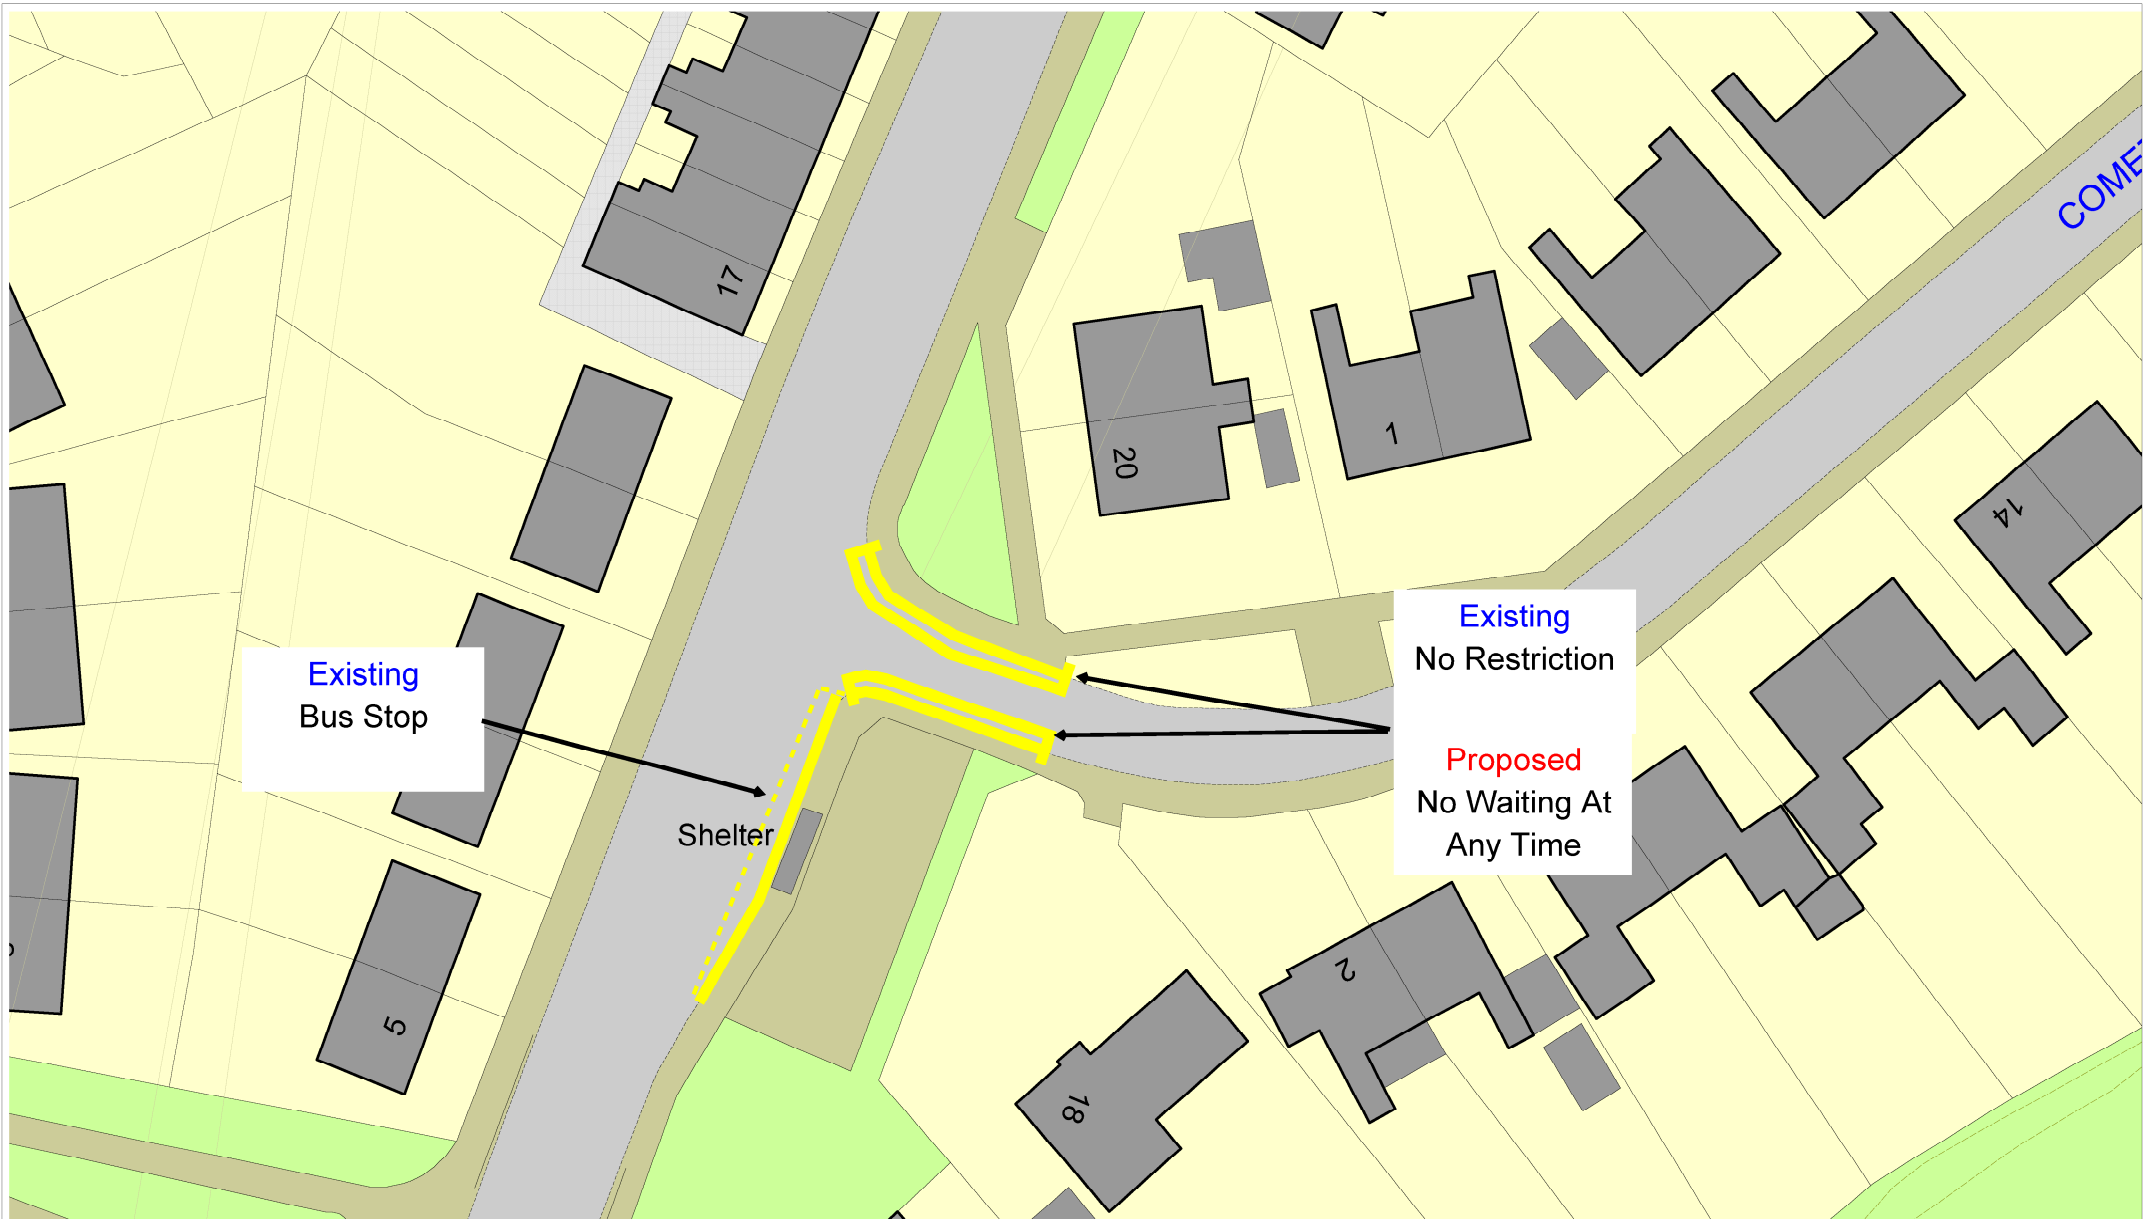 COME
17
20
1
14
Existing
No Restriction
Existing
Bus Stop
Proposed
No Waiting At
Any Time
Shelter
2
5
18